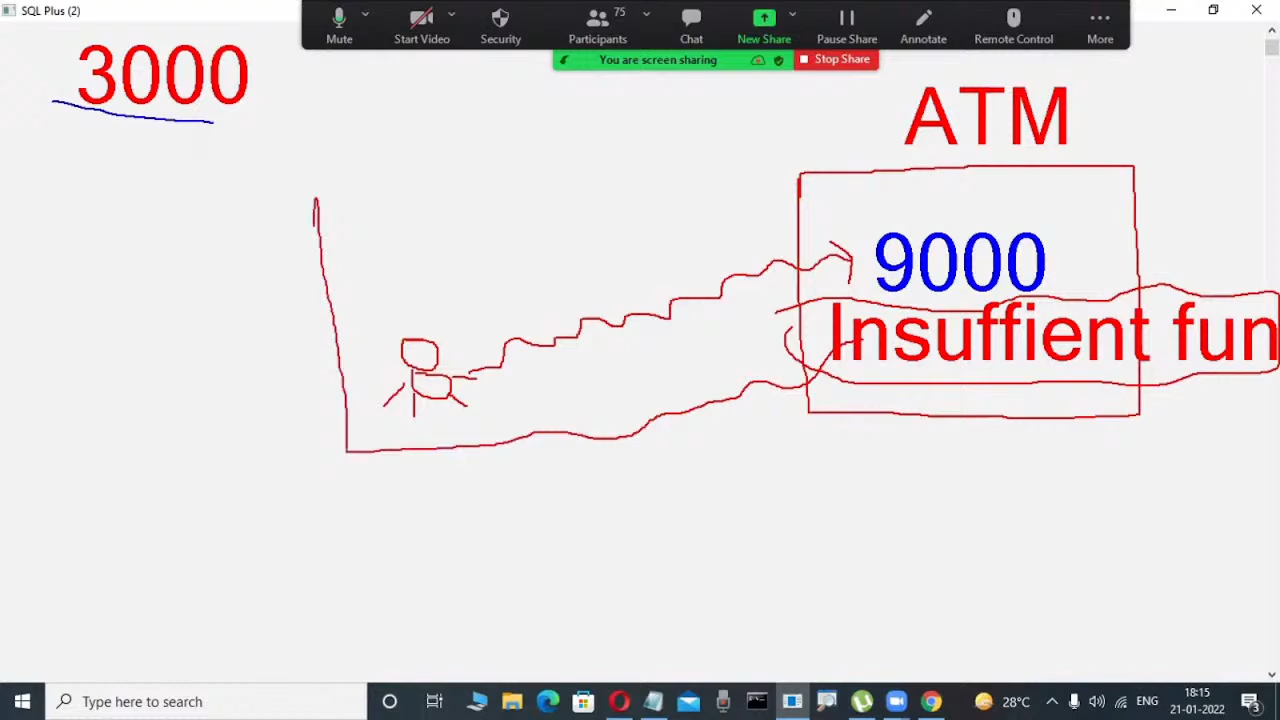 SQL Plus (2)
Mute
Start Video
Security
75
Participants
Chat
New Share
Pause Share
Annotate
Remote Control
More
You are screen sharing
Stop Share
3000
ATM
9000
Insuffient fun
Type here to search
28°C
ENG
18:15
21-01-2022
3